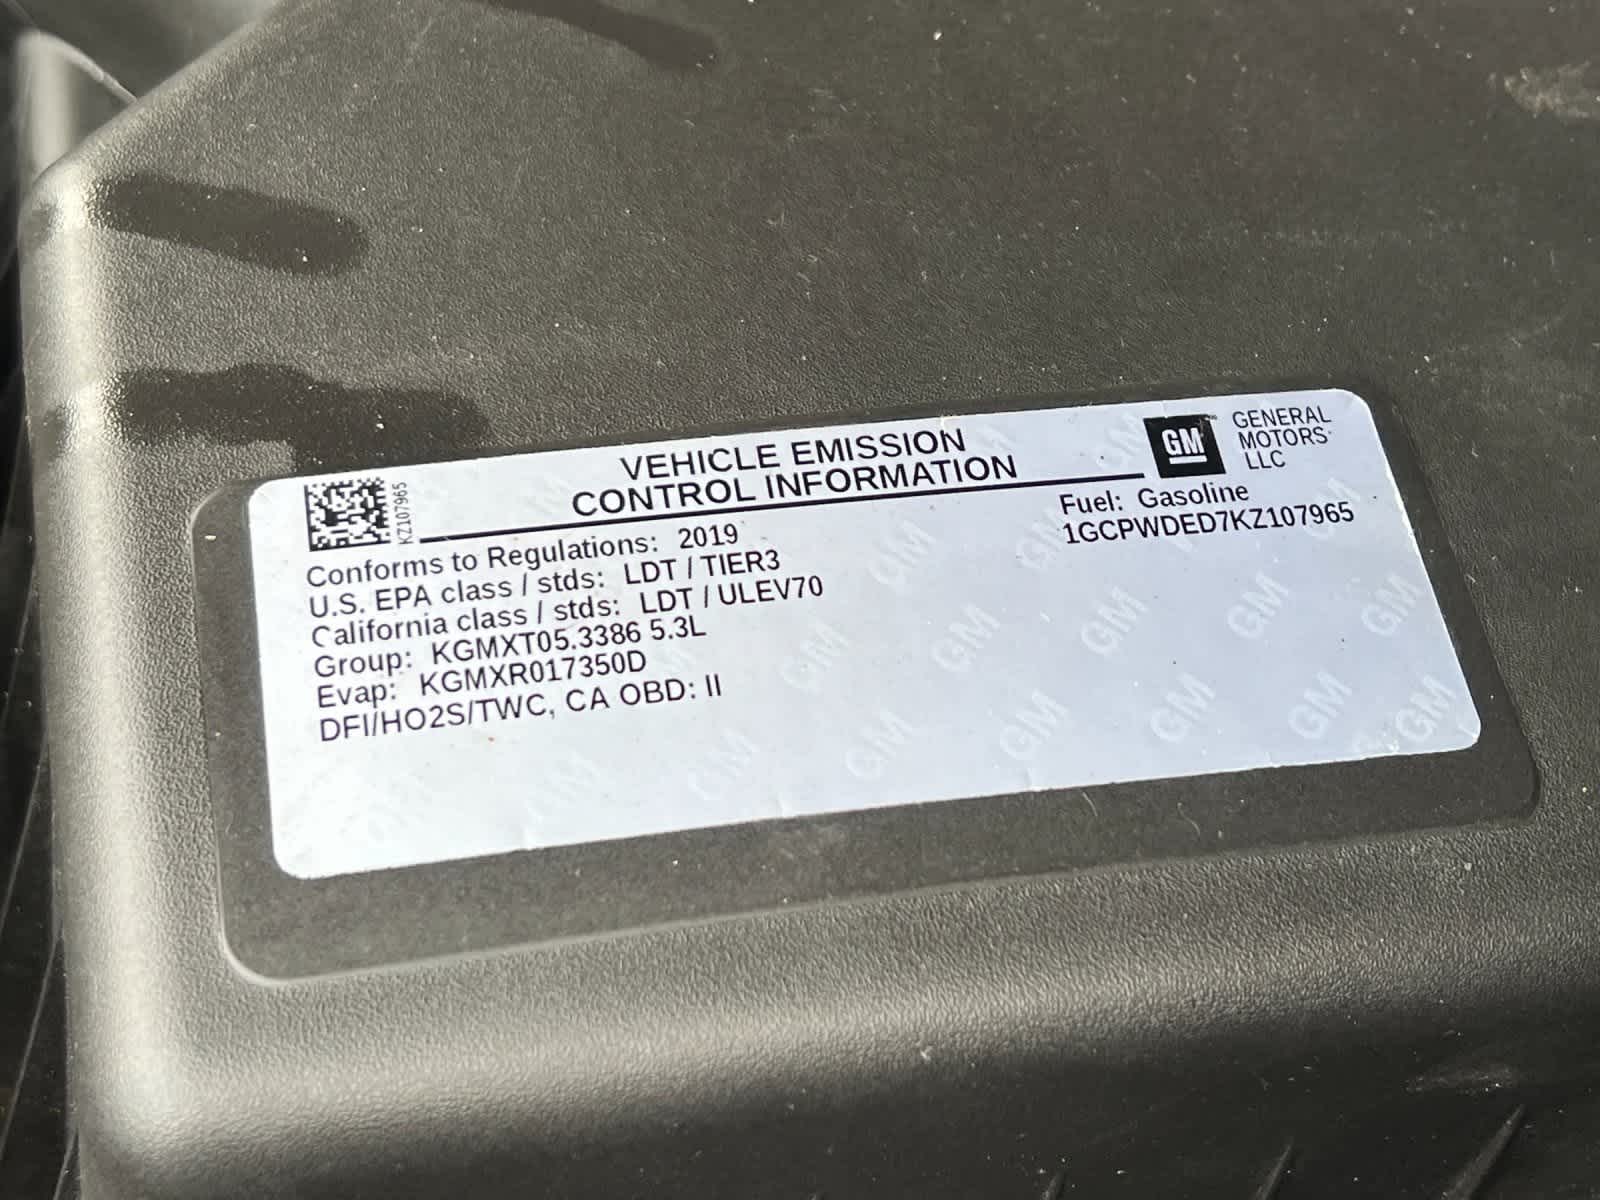 VEHICLE EMISSION
CONTROL INFORMATION
GM
GENERAL
MOTORS
LLC
KZ107965
Conforms to Regulations: 2019
U.S. EPA class / stds: LDT / TIER3
California class / stds: LDT / ULEV70
Group: KGMXT05.3386 5.3L
Evap: KGMXR017350D
DFI/HO2S/TWC, CA OBD: II
Fuel: Gasoline
1GCPWDED7KZ107965